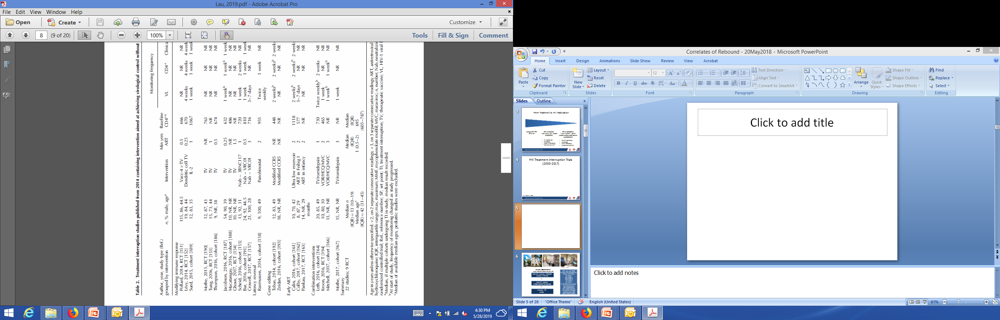 Lau, 2019.pdf - Adobe Acrobat Pro
File Edit View Window Help
Open Create Customize
8 (9 of 20) 100% Tools Fill & Sign Comment
Table 2. Treatment interruption studies published from 2014 containing intervention aimed at achieving virological control without
Monitoring frequency
Author, year, study type (Ref.) grouped by intervention n, % male, ageᵃ Intervention Min yers ART Baseline CD4⁺ᵃ VL CD4⁺ Clinica
Modifying immune response
Pollard, 2014, RCT [151] 135, 86, 44.5 Vacc-4 × TV 0.5 666 NR NR NR
Lévy, 2014, RCT [152] 19, 84, 44 Dendritic cell TV 0.25 670 4 weeks 4 weeks 4 week
Sued, 2015, cohort [189] 12, 83, 35 IL-2 1 1067 1 week 1 week 1 week
Mothe, 2015, RCT [190] 12, 87, 43 TV NR 763 NR NR NR
Tung, 2016, RCT [153] 15, 73, 44 TV 1 NR NR NR NR
Thompson, 2016, cohort [186] 9, NR, 38 TV 0.5 674 NR NR NR
Jacobson, 2016, RCT [187] 54, 90, 39 TV 0.25 632 1 weekᵇ 1 weekᵇ 1 week
Macatangay, 2016, cohort [188] 10, NR, NR TV NR 486 NR NR NR
Ghosn, 2017, RCT [154] 10, NR, NR TV 1.5 NR NR NR NR
Scheid, 2016, cohort [155] 13, 92, 31 Nab – 3BNC117 1 720 1 week 2 weeks NR
Bar, 2016, cohort [191] 24, 92, 44.5 Nab – VRC01 0.5 810 1 week 1 week 1 week
Crowell, 2017, RCT [157] 23, 100, 28 Nab – VRC01 3 716 3–7 days NR NR
Latency reversal
Rasmussen, 2014, cohort [158] 9, 100, 49 Panobinostat 2 955 Twice weekly 1 week NR
Gene editing
Tebas, 2014, cohort [192] 12, 83, 49 Modified CCR5 NR 448 2 weeksᵇ 2 weeksᵇ 2 week
Zeidan, 2016, cohort [193] 18, NR, NR Modified CCR5 NR NR NR NR NR
Early ART
Calin, 2016, cohort [161] 10, 70, 42 Ultra low reservoir 2 1118 2 weeksᵇ 2 weeksᵇ 2 week
Colby, 2017, cohort [162] 8, 87, 29 ART in Feibig I 2 577 3–7 days NR NR
Pankau, 2017, RCT [163] 14, NR, 29 months ART in infancy 2 NR NR NR NR
Combination interventions
Leth, 2016, cohort [164] 20, 85, 49 TV/romidepsin 1 730 Twice weeklyᵇ 2 weeks NR
Kroon, 2016, RCT [194] 10, 80, 30 VOR/HCQ/MVC 2 465 1 week NR NR
Mitchell, 2017, cohort [166] 13, NR, NR VOR/HCQ/MVC 3 NR 1 weekᵇ 1 weekᵇ NR
Mothe, 2017, cohort [167] 15, NR, NR TV/romidepsin 3 NR 1 week NR NR
Summary
22 studies; 9 RCT Median n (IQR) = 13 (10–19) Median ageᶜ (IQR) = 42 (31–45) Median (IQR) 1 (0.5–2) Median (IQR) 695 (605–787)
Age in years unless otherwise specified. ×2, on 2 separate consecutive readings; ×3, on 3 separate consecutive readings; ART, antiretroviral
hydroxychloroquine; IQR, interquartile range; max, maximum; MMF, mycophenolate mofitil; MVC, maraviroc; n, number; Nab, neutralizin
randomized controlled trial; Ref., reference number; SP, set point; TI, treatment interruption; TV, therapeutic vaccine; VL, HIV-1 viral l
ᵃMedian, if multiple cohorts undergoing TI in study, median result recorded.
ᵇAt start of study, frequency of monitoring changed as study progressed.
ᶜMedian of available median ages, pediatric studies were excluded.
4:30 PM
5/28/2019
Correlates of Rebound - 20May2018 - Microsoft PowerPoint
Home Insert Design Animations Slide Show Review View Acrobat
Paste Cut Copy Format Painter
New Slide Layout Reset Delete
12
Text Direction Align Text Convert to SmartArt
Arrange Quick Styles Shape Fill Shape Outline Shape Effects
Find Replace Select
Clipboard Slides Font Paragraph Drawing Editing
Slides Outline
3
From Treatment to HIV Eradication
4
HIV Treatment interruption Trials
(2000-2017)
5
6
Click to add title
Click to add notes
Slide 5 of 28 "Office Theme" English (United States) 61%